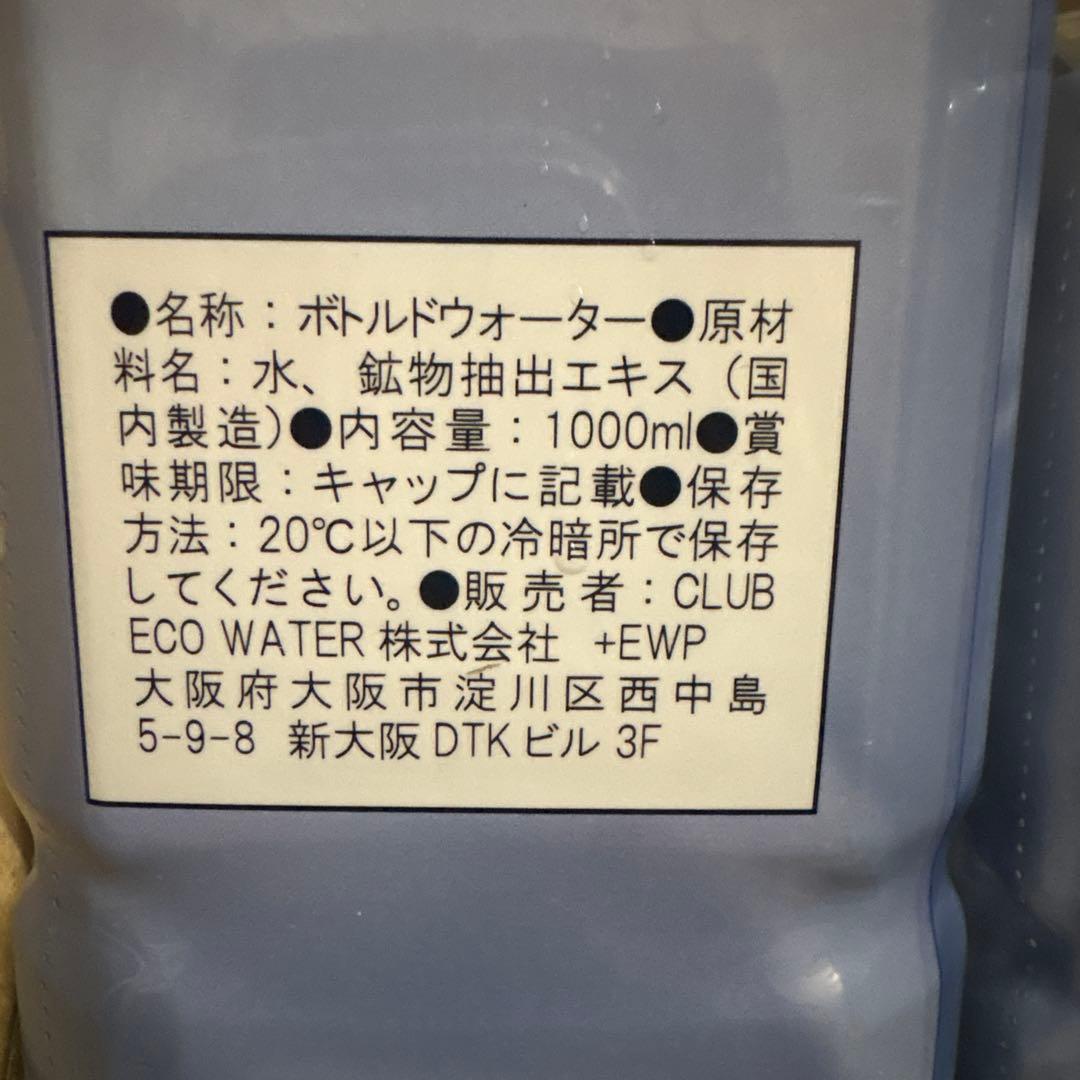 ●名称：ボトルドウォーター●原材
料名：水、鉱物抽出エキス（国
内製造）●内容量：1000ml●賞
味期限：キャップに記載●保存
方法：20℃以下の冷暗所で保存
してください。●販売者：CLUB
ECO WATER 株式会社 +EWP
大阪府大阪市淀川区西中島
5-9-8 新大阪DTKビル 3F